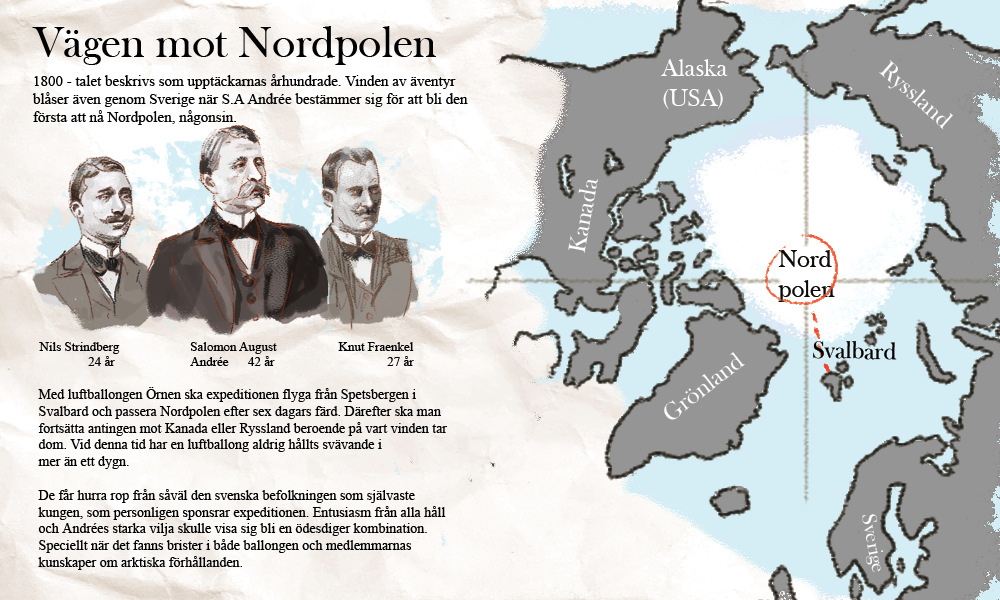 Vägen mot Nordpolen
1800 - talet beskrivs som upptäckarnas århundrade. Vinden av äventyr
blåser även genom Sverige när S.A Andrée bestämmer sig för att bli den
första att nå Nordpolen, någonsin.
Nils Strindberg
24 år
Salomon August
Andrée 42 år
Knut Fraenkel
27 år
Med luftballongen Örnen ska expeditionen flyga från Spetsbergen i
Svalbard och passera Nordpolen efter sex dagars färd. Därefter ska man
fortsätta antingen mot Kanada eller Ryssland beroende på vart vinden tar
dom. Vid denna tid har en luftballong aldrig hållts svävande i
mer än ett dygn.
De får hurra rop från såväl den svenska befolkningen som självaste
kungen, som personligen sponsrar expeditionen. Entusiasm från alla håll
och Andrées starka vilja skulle visa sig bli en ödesdiger kombination.
Speciellt när det fanns brister i både ballongen och medlemmarnas
kunskaper om arktiska förhållanden.
Alaska
(USA)
Ryssland
Kanada
Nord
polen
Svalbard
Grönland
Sverige